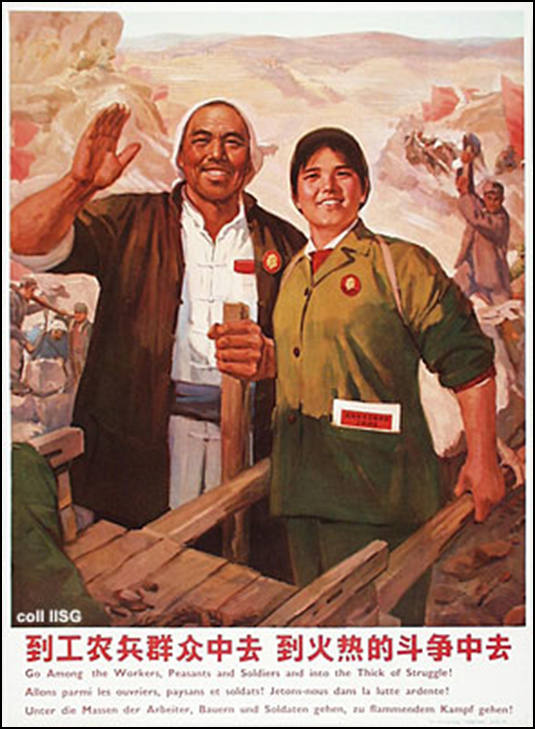 coll IISG
到工农兵群众中去 到火热的斗争中去
Go Among the Workers, Peasants and Soldiers and into the Thick of Struggle!
Allons parmi les ouvriers, paysans et soldats! Jetons-nous dans la lutte ardente!
Unter die Massen der Arbeiter, Bauern und Soldaten gehen, zu flammendem Kampf gehen!